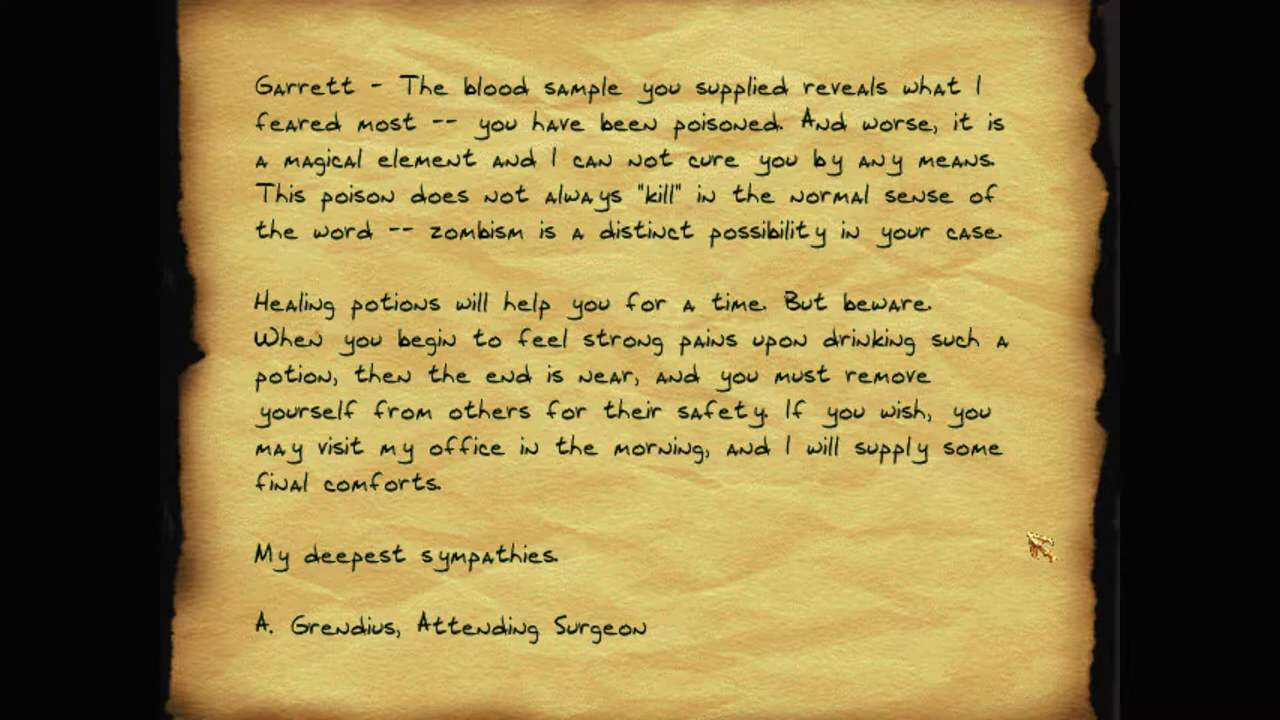 Garrett - The blood sample you supplied reveals what I
feared most -- you have been poisoned. And worse, it is
a magical element and I can not cure you by any means.
This poison does not always "kill" in the normal sense of
the word -- zombism is a distinct possibility in your case.
Healing potions will help you for a time. But beware.
When you begin to feel strong pains upon drinking such a
potion, then the end is near, and you must remove
yourself from others for their safety. If you wish, you
may visit my office in the morning, and I will supply some
final comforts.
My deepest sympathies.
A. Grendius, Attending Surgeon